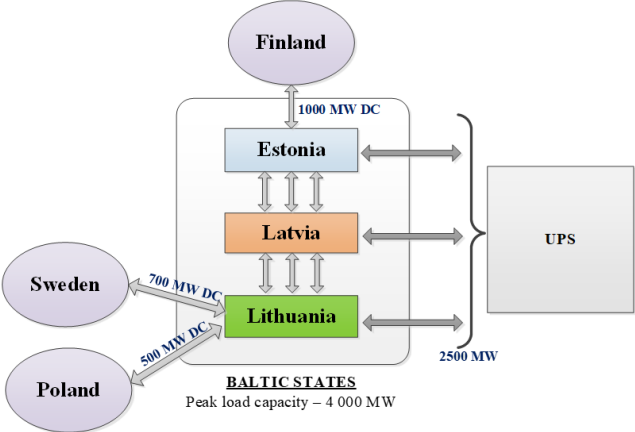 Finland
1000 MW DC
Estonia
Latvia
UPS
Sweden
700 MW DC
Lithuania
500 MW DC
2500 MW
Poland
BALTIC STATES
Peak load capacity – 4 000 MW